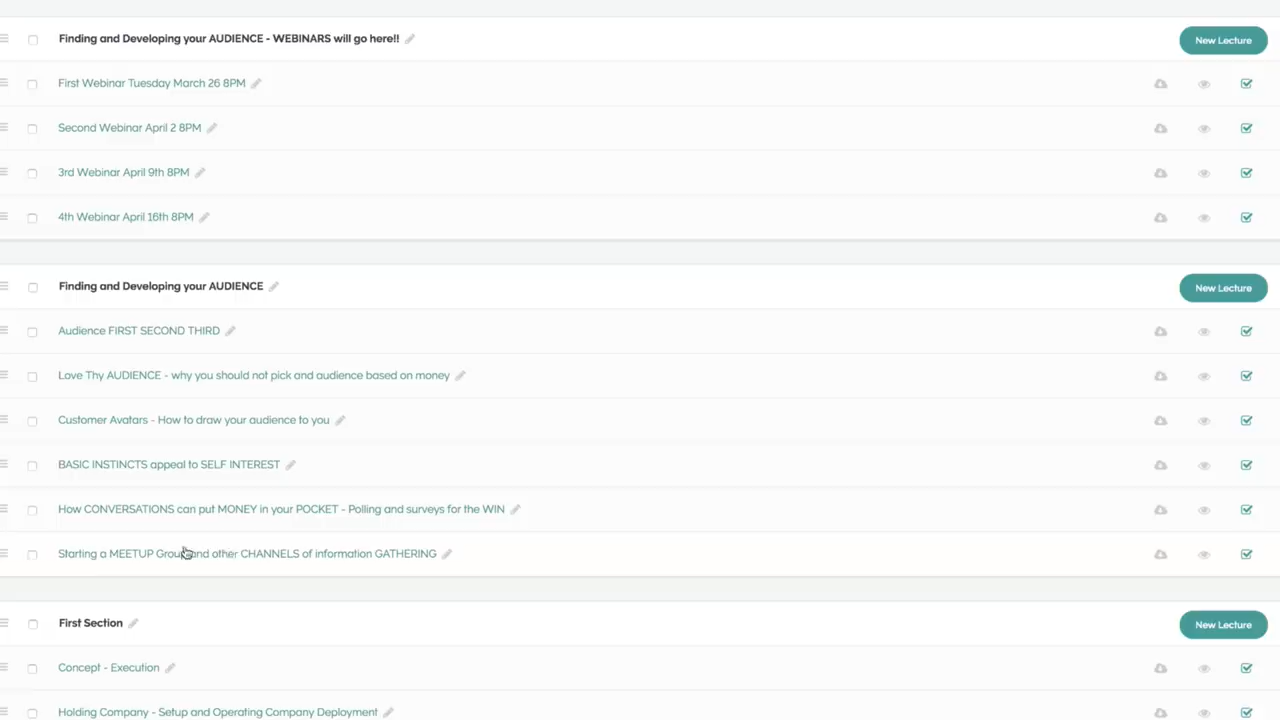 Finding and Developing your AUDIENCE - WEBINARS will go here!!
New Lecture
First Webinar Tuesday March 26 8PM
Second Webinar April 2 8PM
3rd Webinar April 9th 8PM
4th Webinar April 16th 8PM
Finding and Developing your AUDIENCE
New Lecture
Audience FIRST SECOND THIRD
Love Thy AUDIENCE - why you should not pick and audience based on money
Customer Avatars - How to draw your audience to you
BASIC INSTINCTS appeal to SELF INTEREST
How CONVERSATIONS can put MONEY in your POCKET - Polling and surveys for the WIN
Starting a MEETUP Group and other CHANNELS of information GATHERING
First Section
New Lecture
Concept - Execution
Holding Company - Setup and Operating Company Deployment